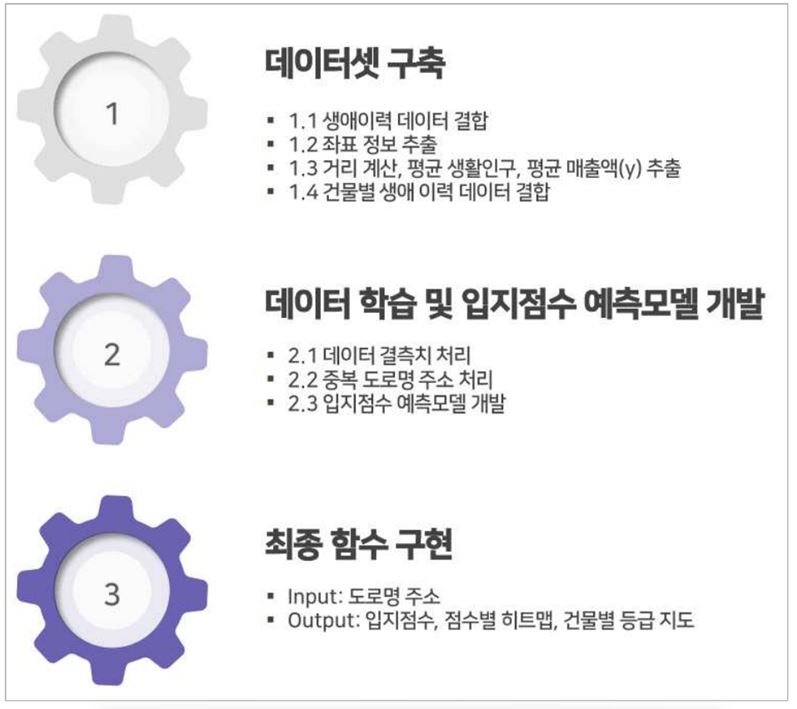 1
데이터셋 구축
▪ 1.1 생애이력 데이터 결합
▪ 1.2 좌표 정보 추출
▪ 1.3 거리 계산, 평균 생활인구, 평균 매출액(y) 추출
▪ 1.4 건물별 생애 이력 데이터 결합
2
데이터 학습 및 입지점수 예측모델 개발
▪ 2.1 데이터 결측치 처리
▪ 2.2 중복 도로명 주소 처리
▪ 2.3 입지점수 예측모델 개발
3
최종 함수 구현
▪ Input: 도로명 주소
▪ Output: 입지점수, 점수별 히트맵, 건물별 등급 지도